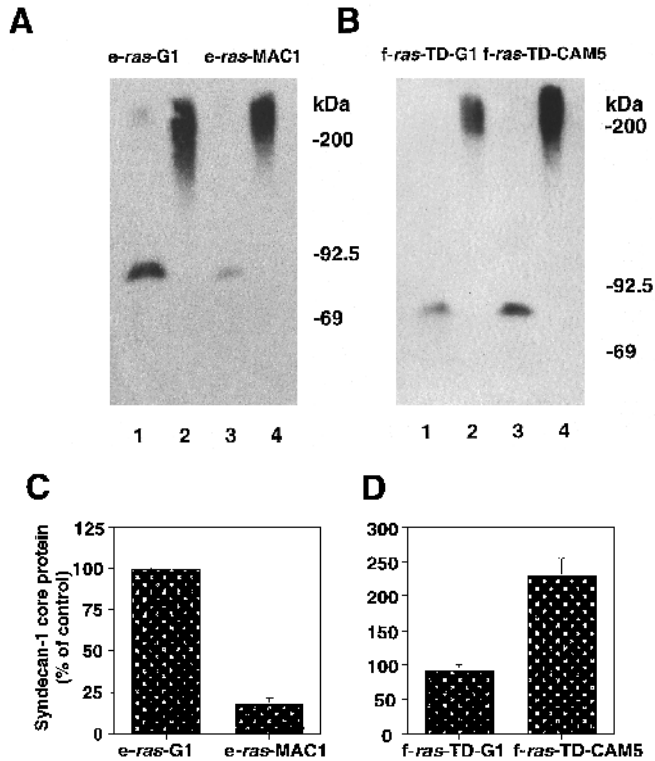 A
B
e-ras-G1 e-ras-MAC1
f-ras-TD-G1 f-ras-TD-CAM5
kDa
-200
-92.5
-69
kDa
-200
-92.5
-69
1 2 3 4
1 2 3 4
C
D
Syndecan-1 core protein
(% of control)
125
100
75
50
25
0
e-ras-G1 e-ras-MAC1
300
250
200
150
100
50
0
f-ras-TD-G1 f-ras-TD-CAM5